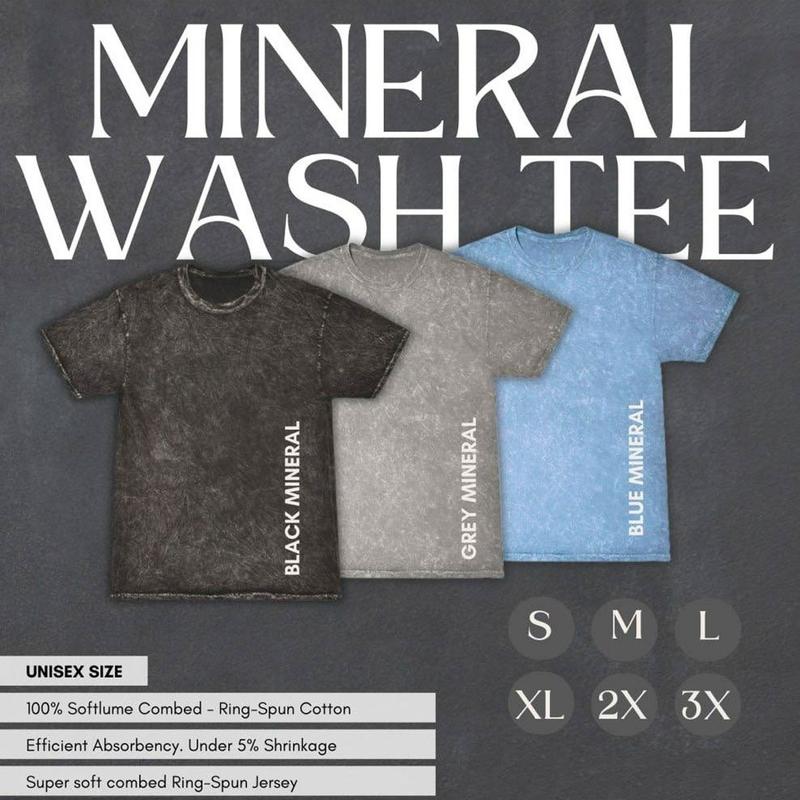 MINERAL
WASH TEE
BLACK MINERAL
GREY MINERAL
BLUE MINERAL
S M L
XL 2X 3X
UNISEX SIZE
100% Softlume Combed - Ring-Spun Cotton
Efficient Absorbency. Under 5% Shrinkage
Super soft combed Ring-Spun Jersey